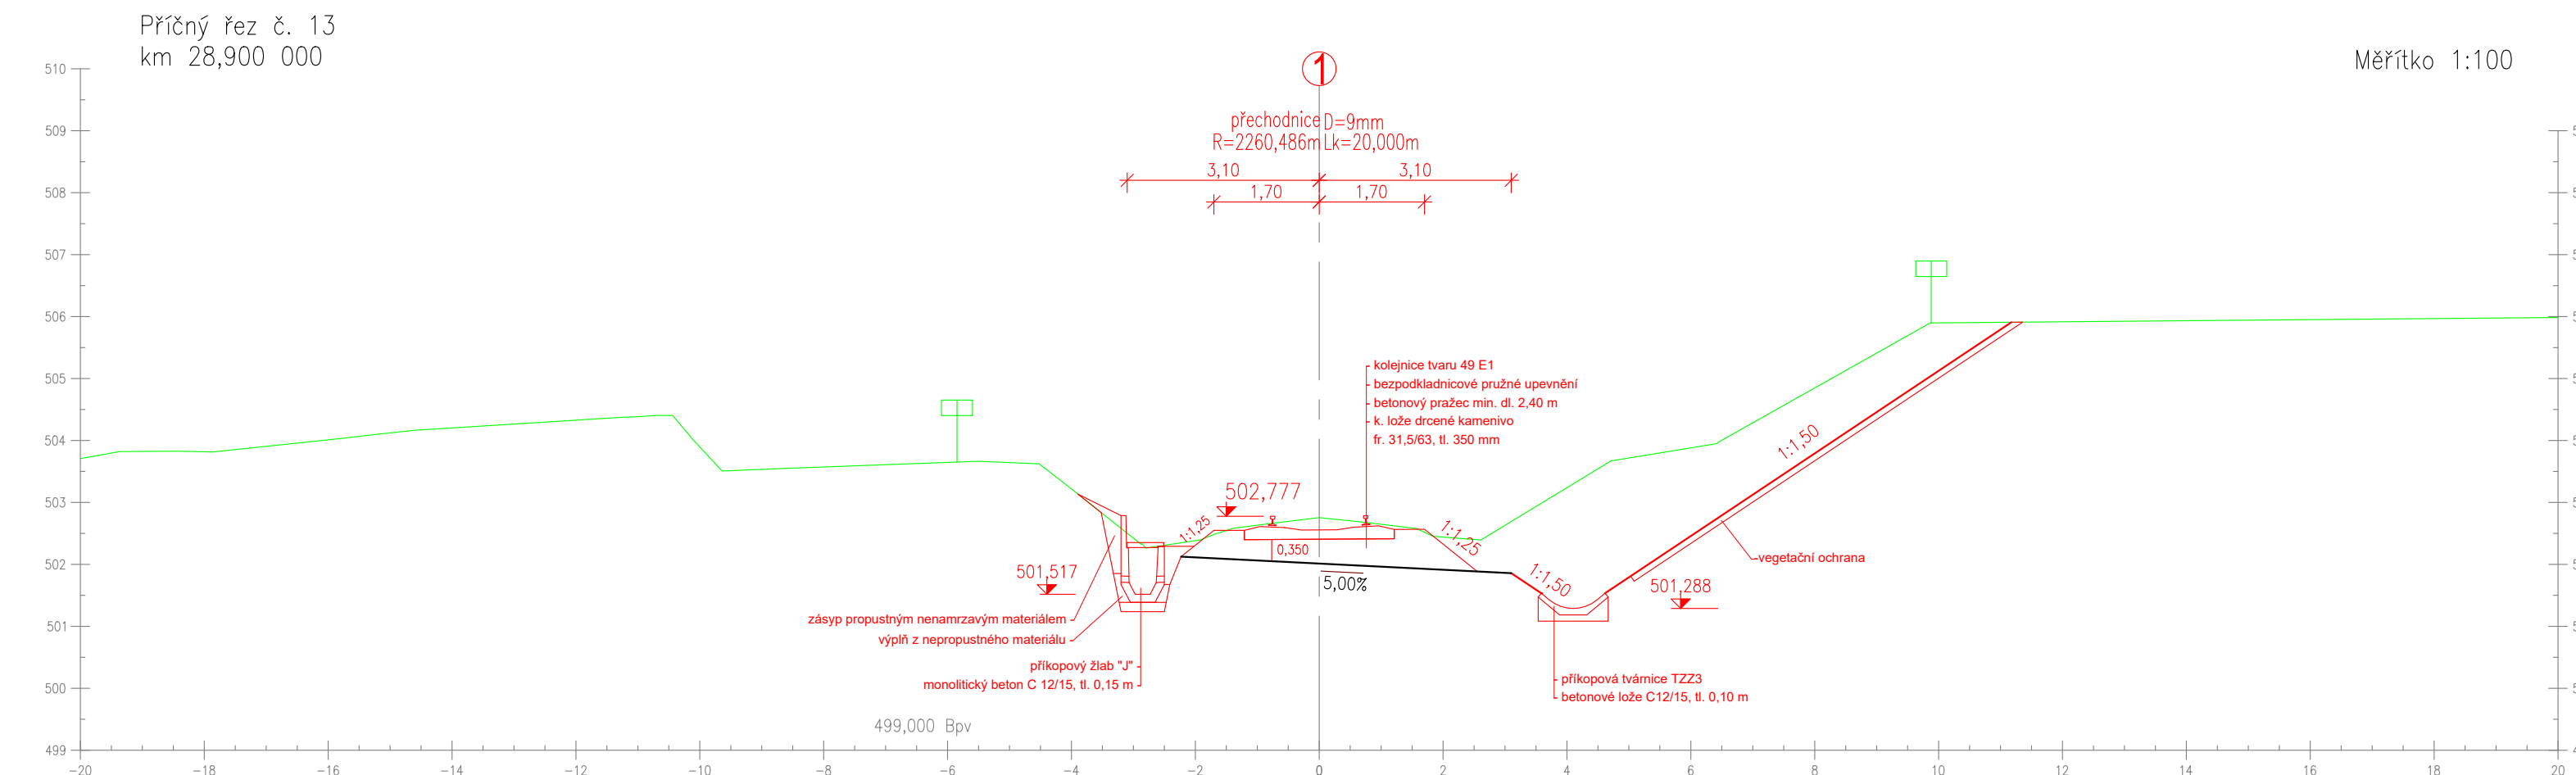 Příčný řez č. 13
km 28,900 000
Měřítko 1:100
1
přechodnice D=9mm
R=2260,486m Lk=20,000m
3,10 3,10
1,70 1,70
510
509
508
507
506
505
504
503
502
501
500
499
kolejnice tvaru 49 E1
bezpodkladnicové pružné upevnění
betonový pražec min. dl. 2,40 m
k. lože drcené kamenivo
fr. 31,5/63, tl. 350 mm
1:1,50
502,777
1:1,25
1:1,25
0,350
5,00%
1:1,50
501,517
501,288
vegetační ochrana
zásyp propustným nenamrzavým materiálem
výplň z nepropustného materiálu
příkopový žlab "J"
monolitický beton C 12/15, tl. 0,15 m
příkopová tvárnice TZZ3
betonové lože C12/15, tl. 0,10 m
499,000 Bpv
-20 -18 -16 -14 -12 -10 -8 -6 -4 -2 0 2 4 6 8 10 12 14 16 18 20